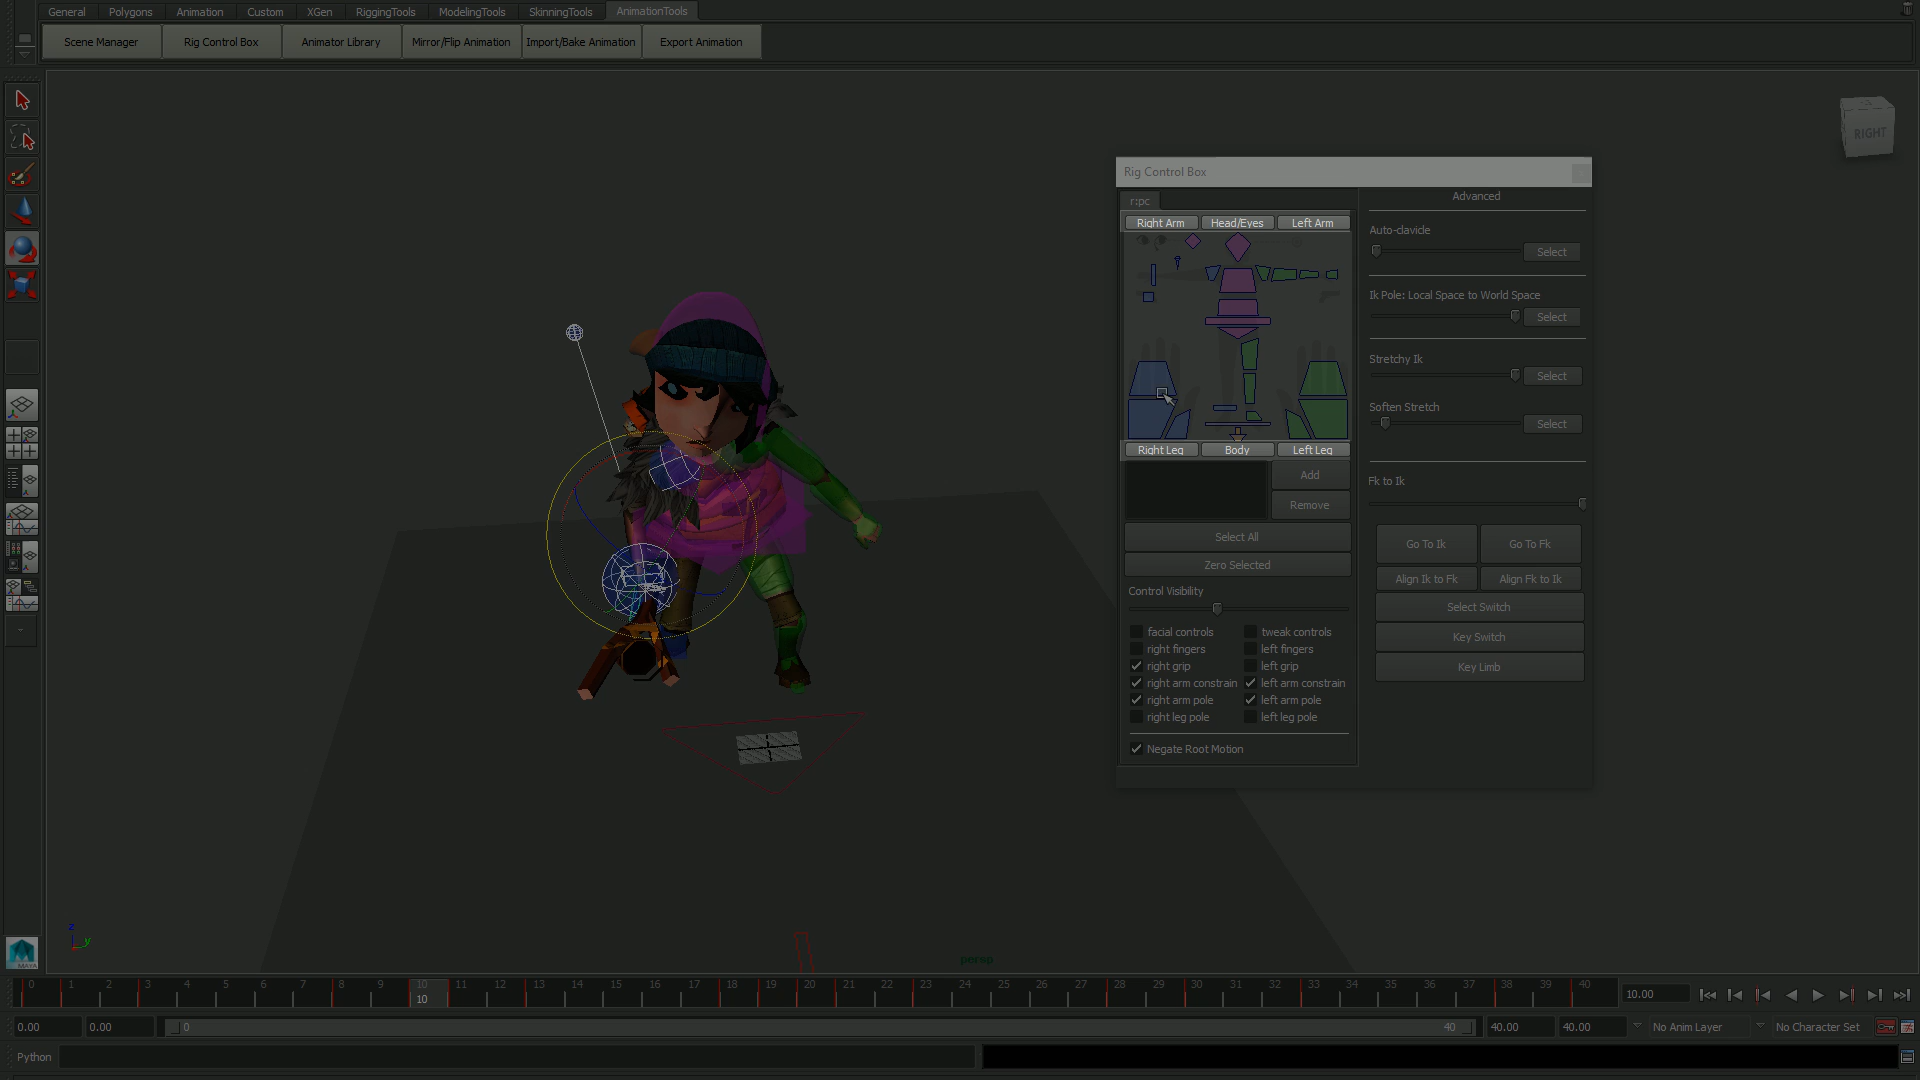 General Polygons Animation Custom XGen RiggingTools ModelingTools SkinningTools AnimationTools
Scene Manager Rig Control Box Animator Library Mirror/Flip Animation Import/Bake Animation Export Animation
RIGHT
Rig Control Box
r:pc
Right Arm Head/Eyes Left Arm
Right Leg Body Left Leg
Add
Remove
Select All
Zero Selected
Control Visibility
facial controls tweak controls
right fingers left fingers
right grip left grip
right arm constrain left arm constrain
right arm pole left arm pole
right leg pole left leg pole
Negate Root Motion
Advanced
Auto-clavicle
Select
Ik Pole: Local Space to World Space
Select
Stretchy Ik
Select
Soften Stretch
Select
Fk to Ik
Go To Ik Go To Fk
Align Ik to Fk Align Fk to Ik
Select Switch
Key Switch
Key Limb
z
y
persp
MAYA
0 1 2 3 4 5 6 7 8 9 10 11 12 13 14 15 16 17 18 19 20 21 22 23 24 25 26 27 28 29 30 31 32 33 34 35 36 37 38 39 40
10
10.00
0.00 0.00 0 40 40.00 40.00 No Anim Layer No Character Set
Python